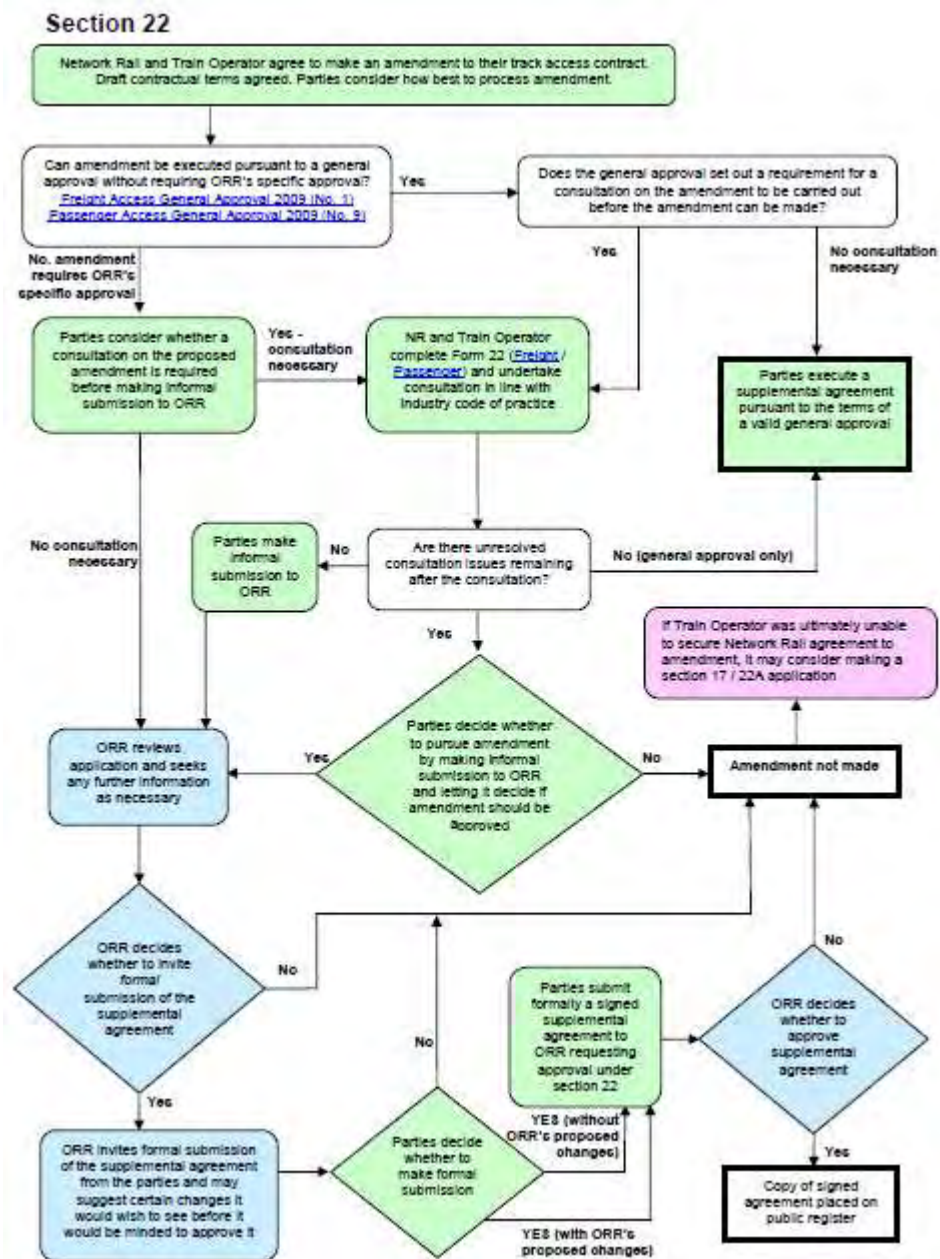 Section 22
Network Rail and Train Operator agree to make an amendment to their track access contract.
Draft contractual terms agreed. Parties consider how best to process amendment.
Can amendment be executed pursuant to a general
approval without requiring ORR's specific approval?
Freight Access General Approval 2009 (No. 1)
Passenger Access General Approval 2009 (No. 9)
Yes
Does the general approval set out a requirement for a
consultation on the amendment to be carried out
before the amendment can be made?
No. amendment
requires ORR's
specific approval
Yes
No consultation
necessary
Parties consider whether a
consultation on the proposed
amendment is required
before making informal
submission to ORR
Yes -
consultation
necessary
NR and Train Operator
complete Form 22 (Freight /
Passenger) and undertake
consultation in line with
industry code of practice
Parties execute a
supplemental agreement
pursuant to the terms of
a valid general approval
No consultation
necessary
Parties make
informal
submission to
ORR
No
Are there unresolved
consultation issues remaining
after the consultation?
No (general approval only)
Yes
If Train Operator was ultimately unable
to secure Network Rail agreement to
amendment, it may consider making a
section 17 / 22A application
ORR reviews
application and seeks
any further information
as necessary
Yes
Parties decide whether
to pursue amendment
by making informal
submission to ORR
and letting it decide if
amendment should be
approved
No
Amendment not made
ORR decides
whether to invite
formal
submission of the
supplemental
agreement
No
No
Parties submit
formally a signed
supplemental
agreement to
ORR requesting
approval under
section 22
No
ORR decides
whether to
approve
supplemental
agreement
Yes
ORR invites formal submission
of the supplemental agreement
from the parties and may
suggest certain changes it
would wish to see before it
would be minded to approve it
Parties decide
whether to
make formal
submission
YES (without
ORR's proposed
changes)
YES (with ORR's
proposed changes)
Yes
Copy of signed
agreement placed on
public register